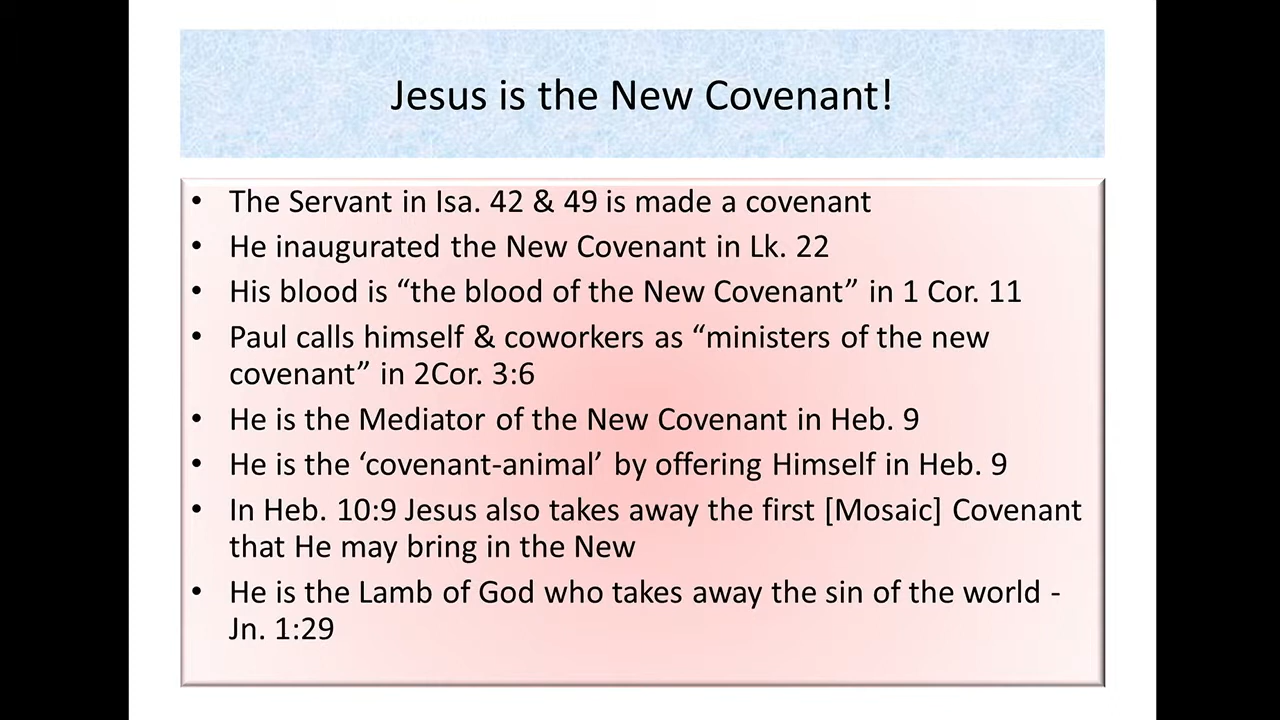 Jesus is the New Covenant!
• The Servant in Isa. 42 & 49 is made a covenant
• He inaugurated the New Covenant in Lk. 22
• His blood is “the blood of the New Covenant” in 1 Cor. 11
• Paul calls himself & coworkers as “ministers of the new
covenant” in 2Cor. 3:6
• He is the Mediator of the New Covenant in Heb. 9
• He is the ‘covenant-animal’ by offering Himself in Heb. 9
• In Heb. 10:9 Jesus also takes away the first [Mosaic] Covenant
that He may bring in the New
• He is the Lamb of God who takes away the sin of the world -
Jn. 1:29